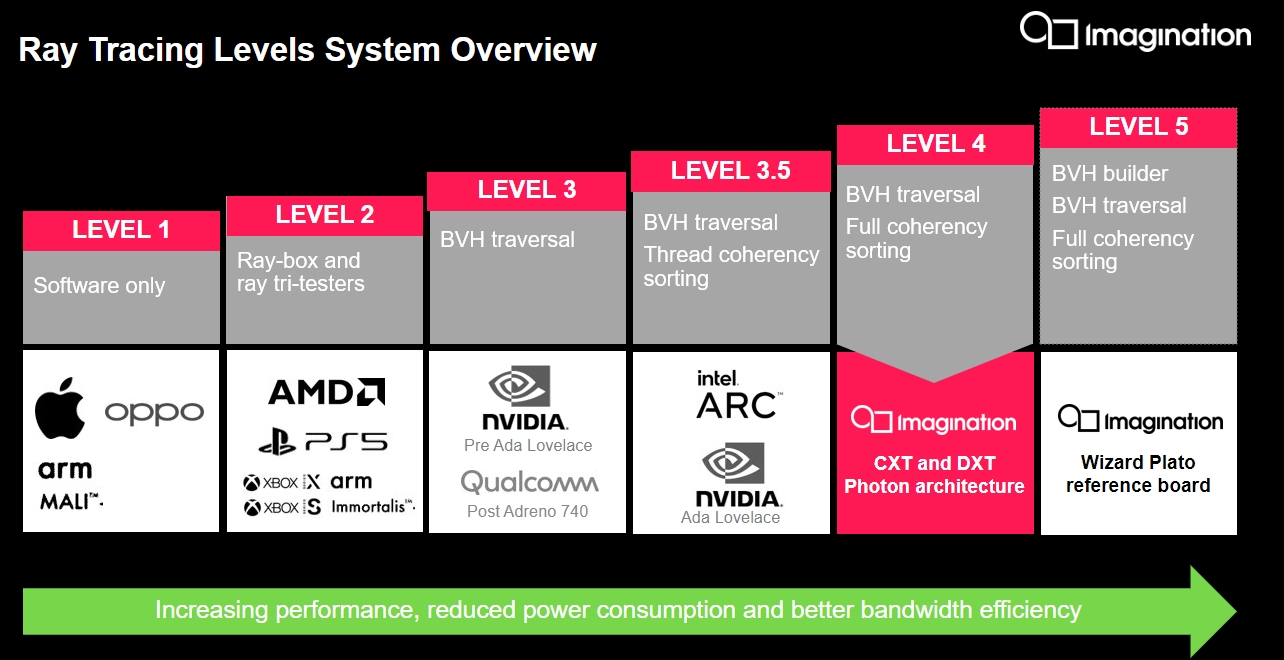 Ray Tracing Levels System Overview
Imagination
LEVEL 1
Software only
oppo
arm
MALI™
LEVEL 2
Ray-box and
ray tri-testers
AMD
PS5
XBOX SERIES X arm
XBOX SERIES S Immortalis™
LEVEL 3
BVH traversal
NVIDIA.
Pre Ada Lovelace
Qualcomm
Post Adreno 740
LEVEL 3.5
BVH traversal
Thread coherency
sorting
intel.
ARC™
NVIDIA.
Ada Lovelace
LEVEL 4
BVH traversal
Full coherency
sorting
Imagination
CXT and DXT
Photon architecture
LEVEL 5
BVH builder
BVH traversal
Full coherency
sorting
Imagination
Wizard Plato
reference board
Increasing performance, reduced power consumption and better bandwidth efficiency